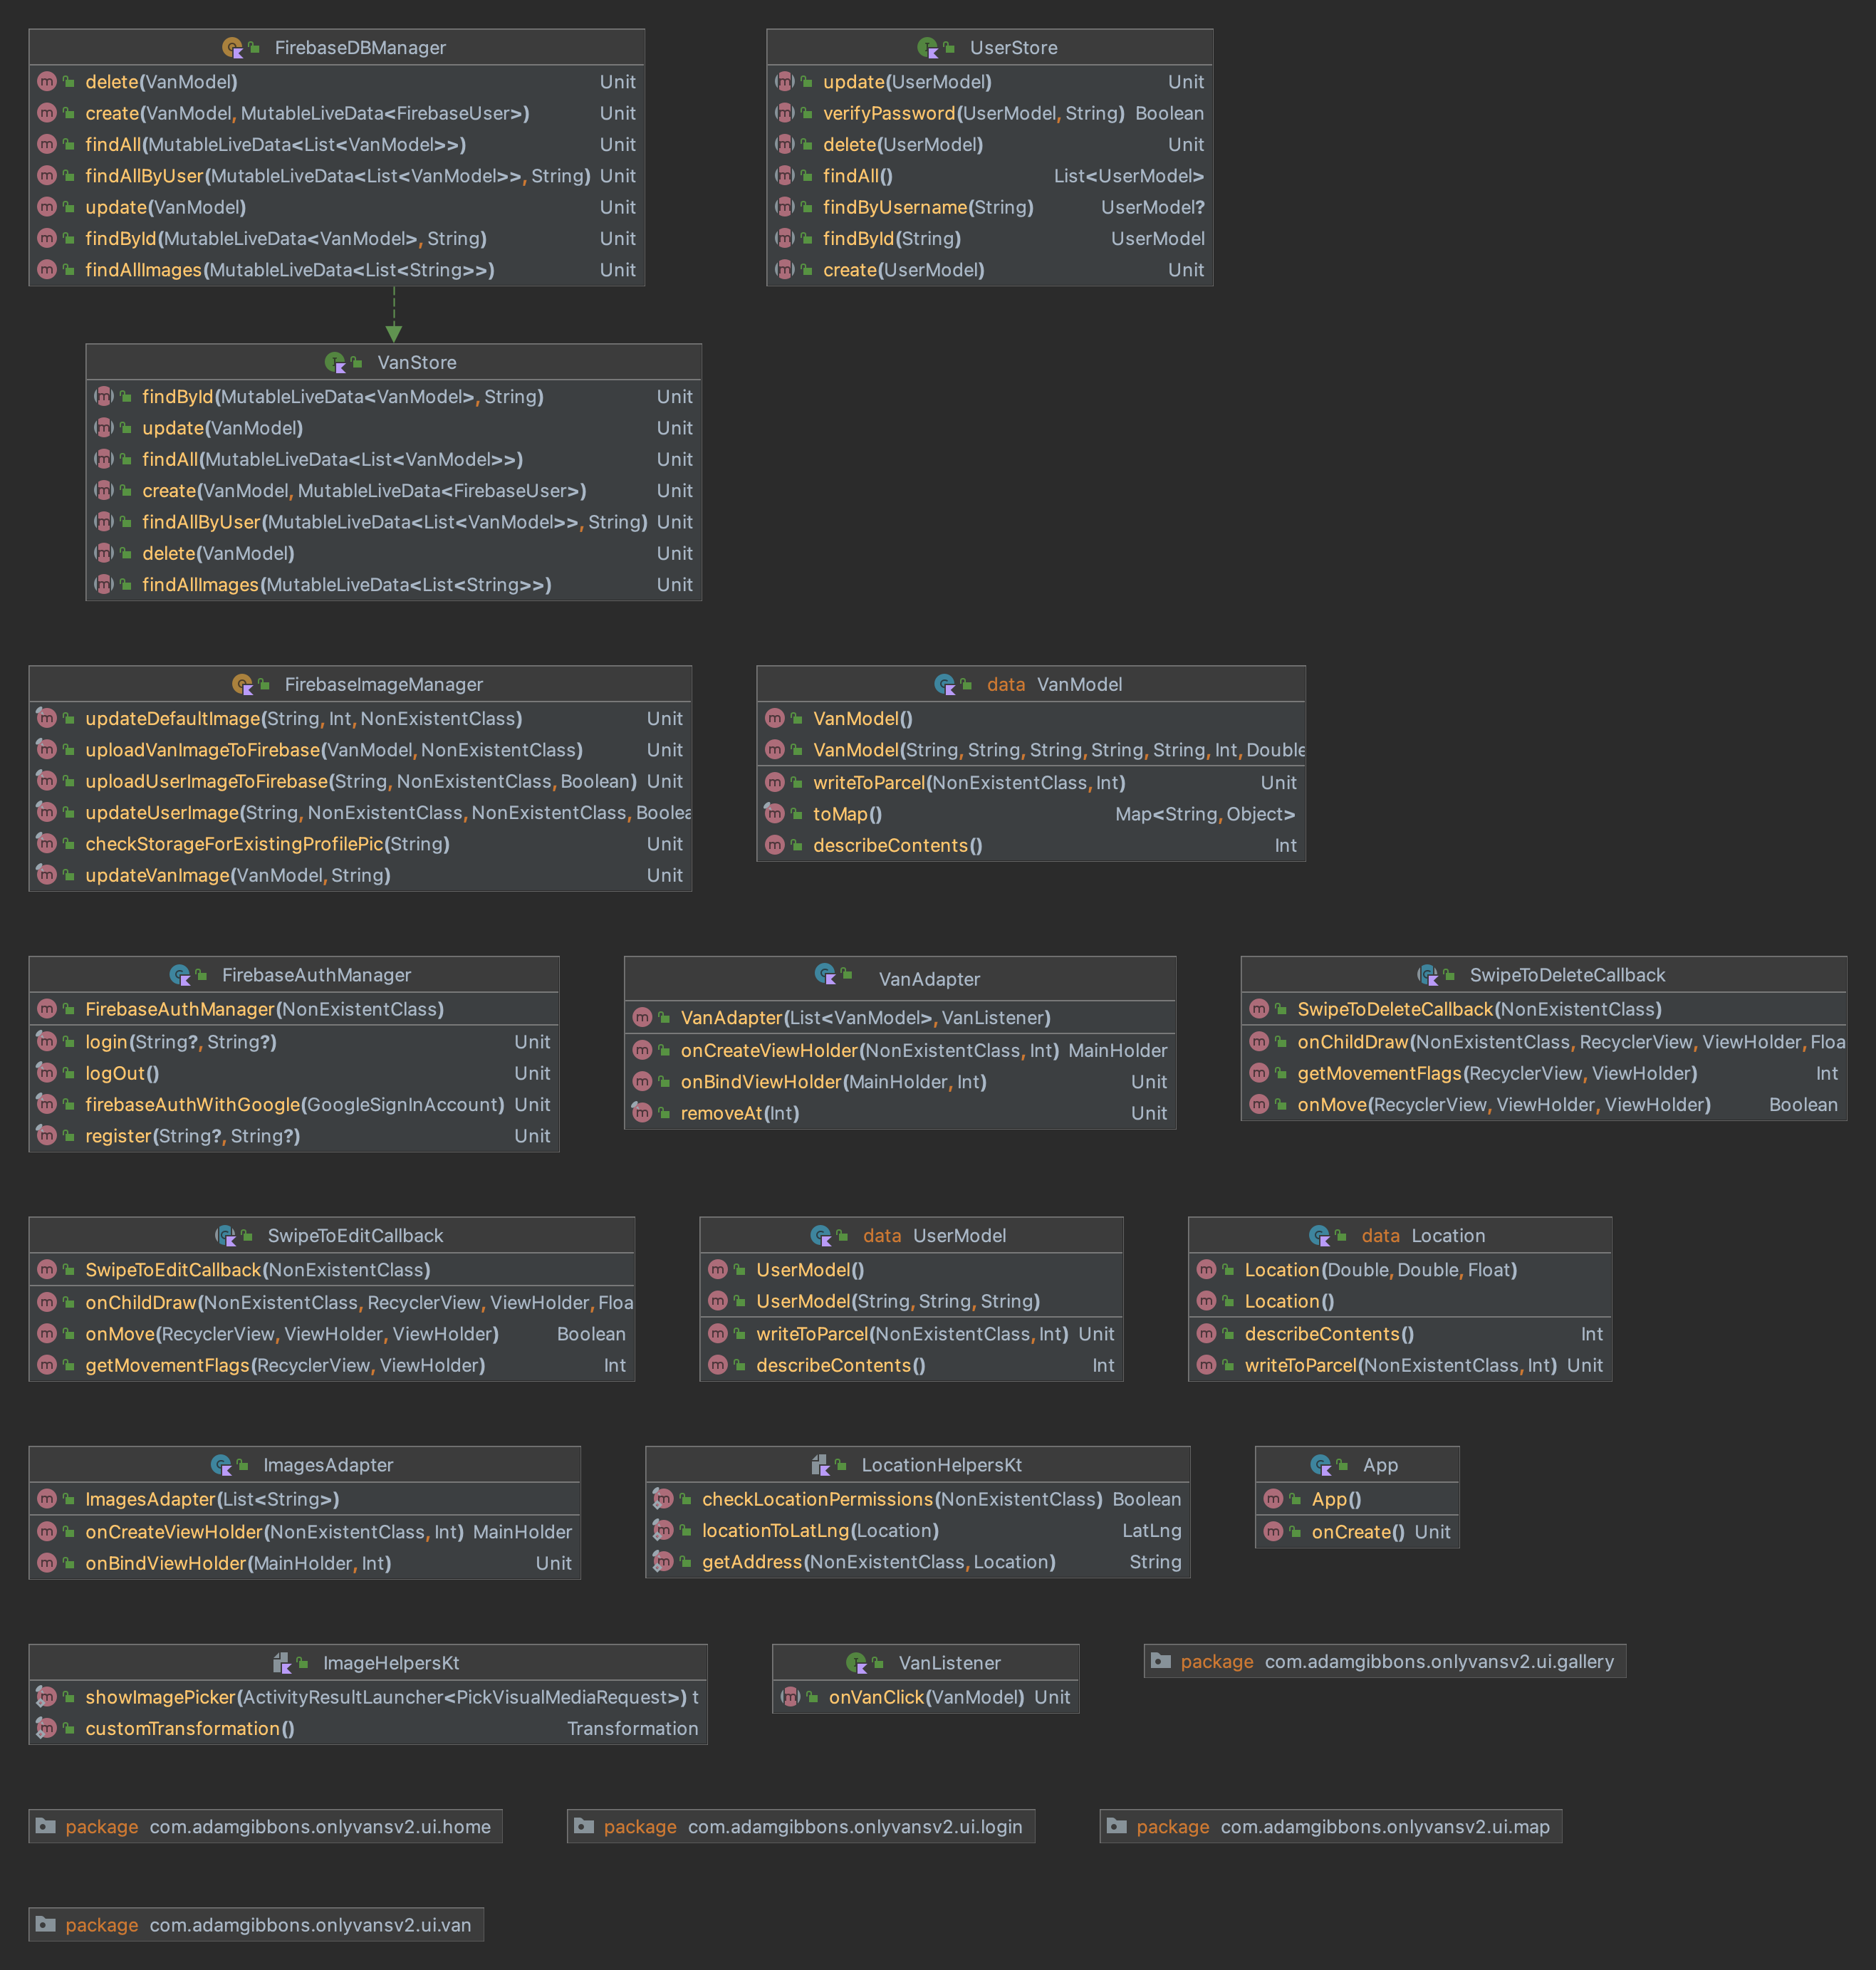 FirebaseDBManager
delete(VanModel) Unit
create(VanModel, MutableLiveData<FirebaseUser>) Unit
findAll(MutableLiveData<List<VanModel>>) Unit
findAllByUser(MutableLiveData<List<VanModel>>, String) Unit
update(VanModel) Unit
findById(MutableLiveData<VanModel>, String) Unit
findAllImages(MutableLiveData<List<String>>) Unit
UserStore
update(UserModel) Unit
verifyPassword(UserModel, String) Boolean
delete(UserModel) Unit
findAll() List<UserModel>
findByUsername(String) UserModel?
findById(String) UserModel
create(UserModel) Unit
VanStore
findById(MutableLiveData<VanModel>, String) Unit
update(VanModel) Unit
findAll(MutableLiveData<List<VanModel>>) Unit
create(VanModel, MutableLiveData<FirebaseUser>) Unit
findAllByUser(MutableLiveData<List<VanModel>>, String) Unit
delete(VanModel) Unit
findAllImages(MutableLiveData<List<String>>) Unit
FirebaseImageManager
updateDefaultImage(String, Int, NonExistentClass) Unit
uploadVanImageToFirebase(VanModel, NonExistentClass) Unit
uploadUserImageToFirebase(String, NonExistentClass, Boolean) Unit
updateUserImage(String, NonExistentClass, NonExistentClass, Boolea
checkStorageForExistingProfilePic(String) Unit
updateVanImage(VanModel, String) Unit
data VanModel
VanModel()
VanModel(String, String, String, String, String, Int, Double
writeToParcel(NonExistentClass, Int) Unit
toMap() Map<String, Object>
describeContents() Int
FirebaseAuthManager
FirebaseAuthManager(NonExistentClass)
login(String?, String?) Unit
logOut() Unit
firebaseAuthWithGoogle(GoogleSignInAccount) Unit
register(String?, String?) Unit
VanAdapter
VanAdapter(List<VanModel>, VanListener)
onCreateViewHolder(NonExistentClass, Int) MainHolder
onBindViewHolder(MainHolder, Int) Unit
removeAt(Int) Unit
SwipeToDeleteCallback
SwipeToDeleteCallback(NonExistentClass)
onChildDraw(NonExistentClass, RecyclerView, ViewHolder, Floa
getMovementFlags(RecyclerView, ViewHolder) Int
onMove(RecyclerView, ViewHolder, ViewHolder) Boolean
SwipeToEditCallback
SwipeToEditCallback(NonExistentClass)
onChildDraw(NonExistentClass, RecyclerView, ViewHolder, Floa
onMove(RecyclerView, ViewHolder, ViewHolder) Boolean
getMovementFlags(RecyclerView, ViewHolder) Int
data UserModel
UserModel()
UserModel(String, String, String)
writeToParcel(NonExistentClass, Int) Unit
describeContents() Int
data Location
Location(Double, Double, Float)
Location()
describeContents() Int
writeToParcel(NonExistentClass, Int) Unit
ImagesAdapter
ImagesAdapter(List<String>)
onCreateViewHolder(NonExistentClass, Int) MainHolder
onBindViewHolder(MainHolder, Int) Unit
LocationHelpersKt
checkLocationPermissions(NonExistentClass) Boolean
locationToLatLng(Location) LatLng
getAddress(NonExistentClass, Location) String
App
App()
onCreate() Unit
ImageHelpersKt
showImagePicker(ActivityResultLauncher<PickVisualMediaRequest>) t
customTransformation() Transformation
VanListener
onVanClick(VanModel) Unit
package com.adamgibbons.onlyvansv2.ui.gallery
package com.adamgibbons.onlyvansv2.ui.home
package com.adamgibbons.onlyvansv2.ui.login
package com.adamgibbons.onlyvansv2.ui.map
package com.adamgibbons.onlyvansv2.ui.van